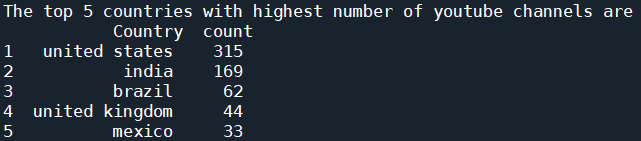 The top 5 countries with highest number of youtube channels are
Country count
1 united states 315
2 india 169
3 brazil 62
4 united kingdom 44
5 mexico 33